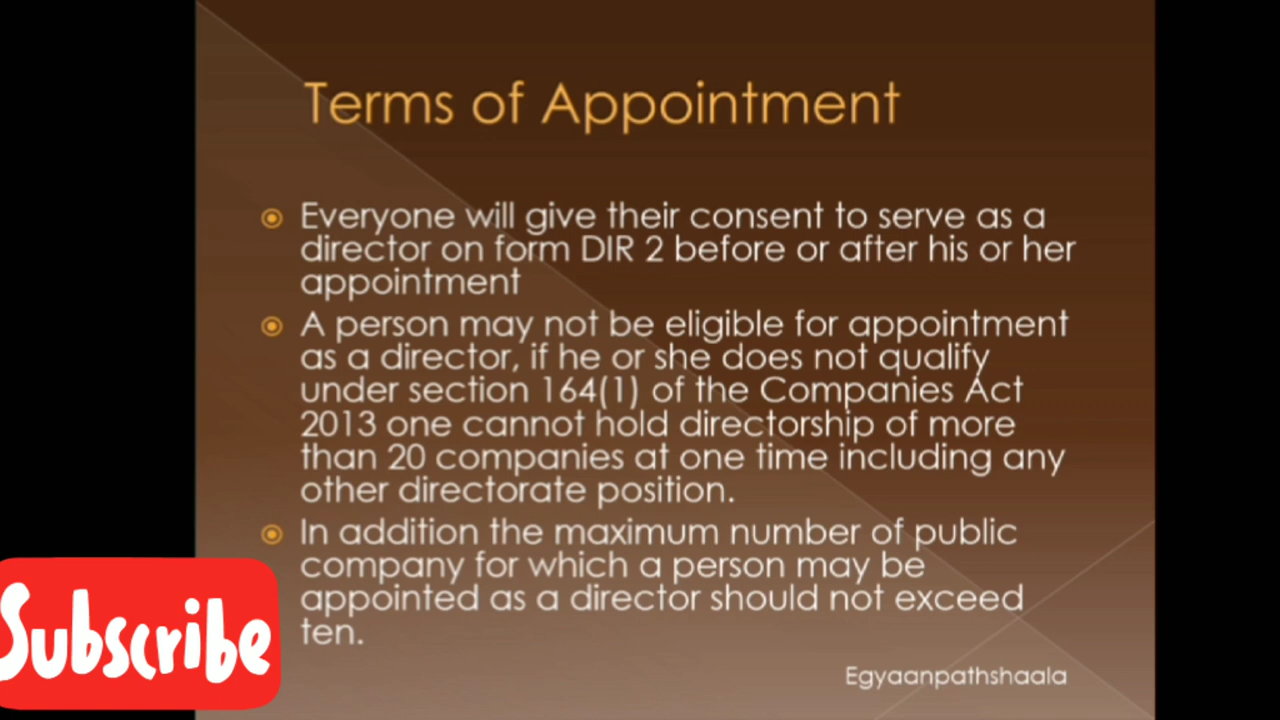 Terms of Appointment
Everyone will give their consent to serve as a
director on form DIR 2 before or after his or her
appointment
A person may not be eligible for appointment
as a director, if he or she does not qualify
under section 164(1) of the Companies Act
2013 one cannot hold directorship of more
than 20 companies at one time including any
other directorate position.
In addition the maximum number of public
company for which a person may be
appointed as a director should not exceed
ten.
Subscribe
Egyaanpathshaala